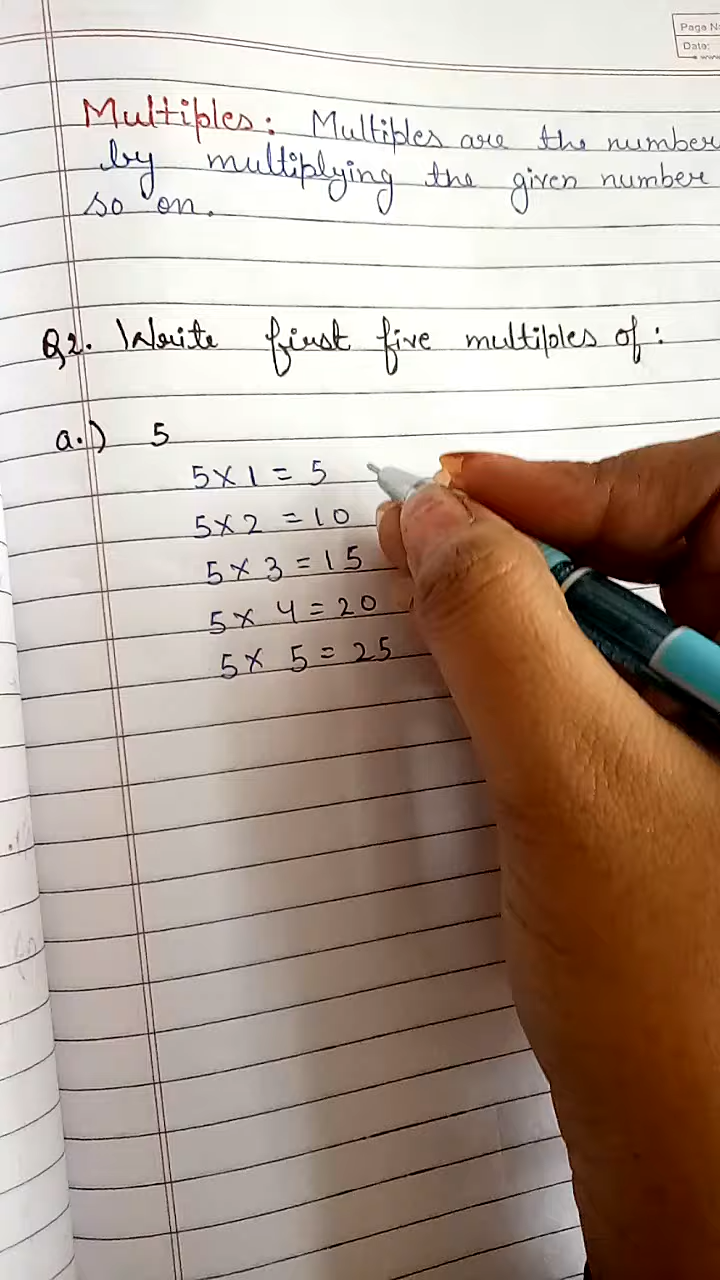 Page No
Date:
Multiples: Multiples are the number
by multiplying the given number
so on.
Q2. Write first five multiples of:
a.) 5
5 × 1 = 5
5 × 2 = 10
5 × 3 = 15
5 × 4 = 20
5 × 5 = 25